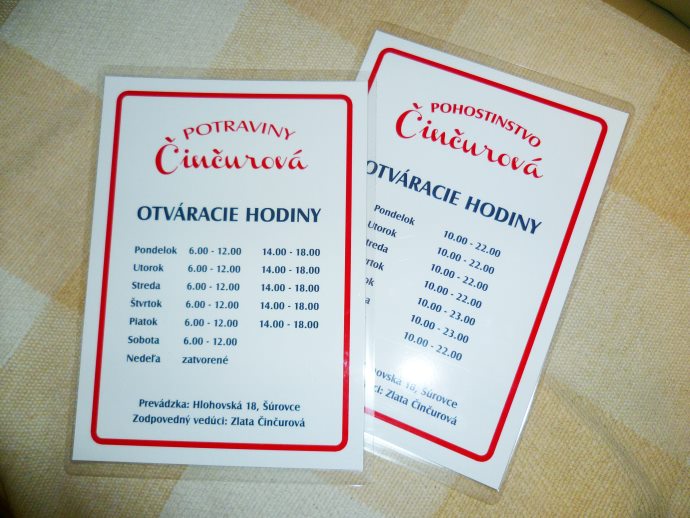 POTRAVINY
Činčurová
OTVÁRACIE HODINY
Pondelok 6.00 - 12.00 14.00 - 18.00
Utorok 6.00 - 12.00 14.00 - 18.00
Streda 6.00 - 12.00 14.00 - 18.00
Štvrtok 6.00 - 12.00 14.00 - 18.00
Piatok 6.00 - 12.00 14.00 - 18.00
Sobota 6.00 - 12.00
Nedeľa zatvorené
Prevádzka: Hlohovská 18, Šúrovce
Zodpovedný vedúci: Zlata Činčurová
POHOSTINSTVO
Činčurová
OTVÁRACIE HODINY
Pondelok 10.00 - 22.00
Utorok 10.00 - 22.00
Streda 10.00 - 22.00
rtok 10.00 - 22.00
ok 10.00 - 23.00
a 10.00 - 23.00
10.00 - 22.00
ohovská 18, Šúrovce
ci: Zlata Činčurová